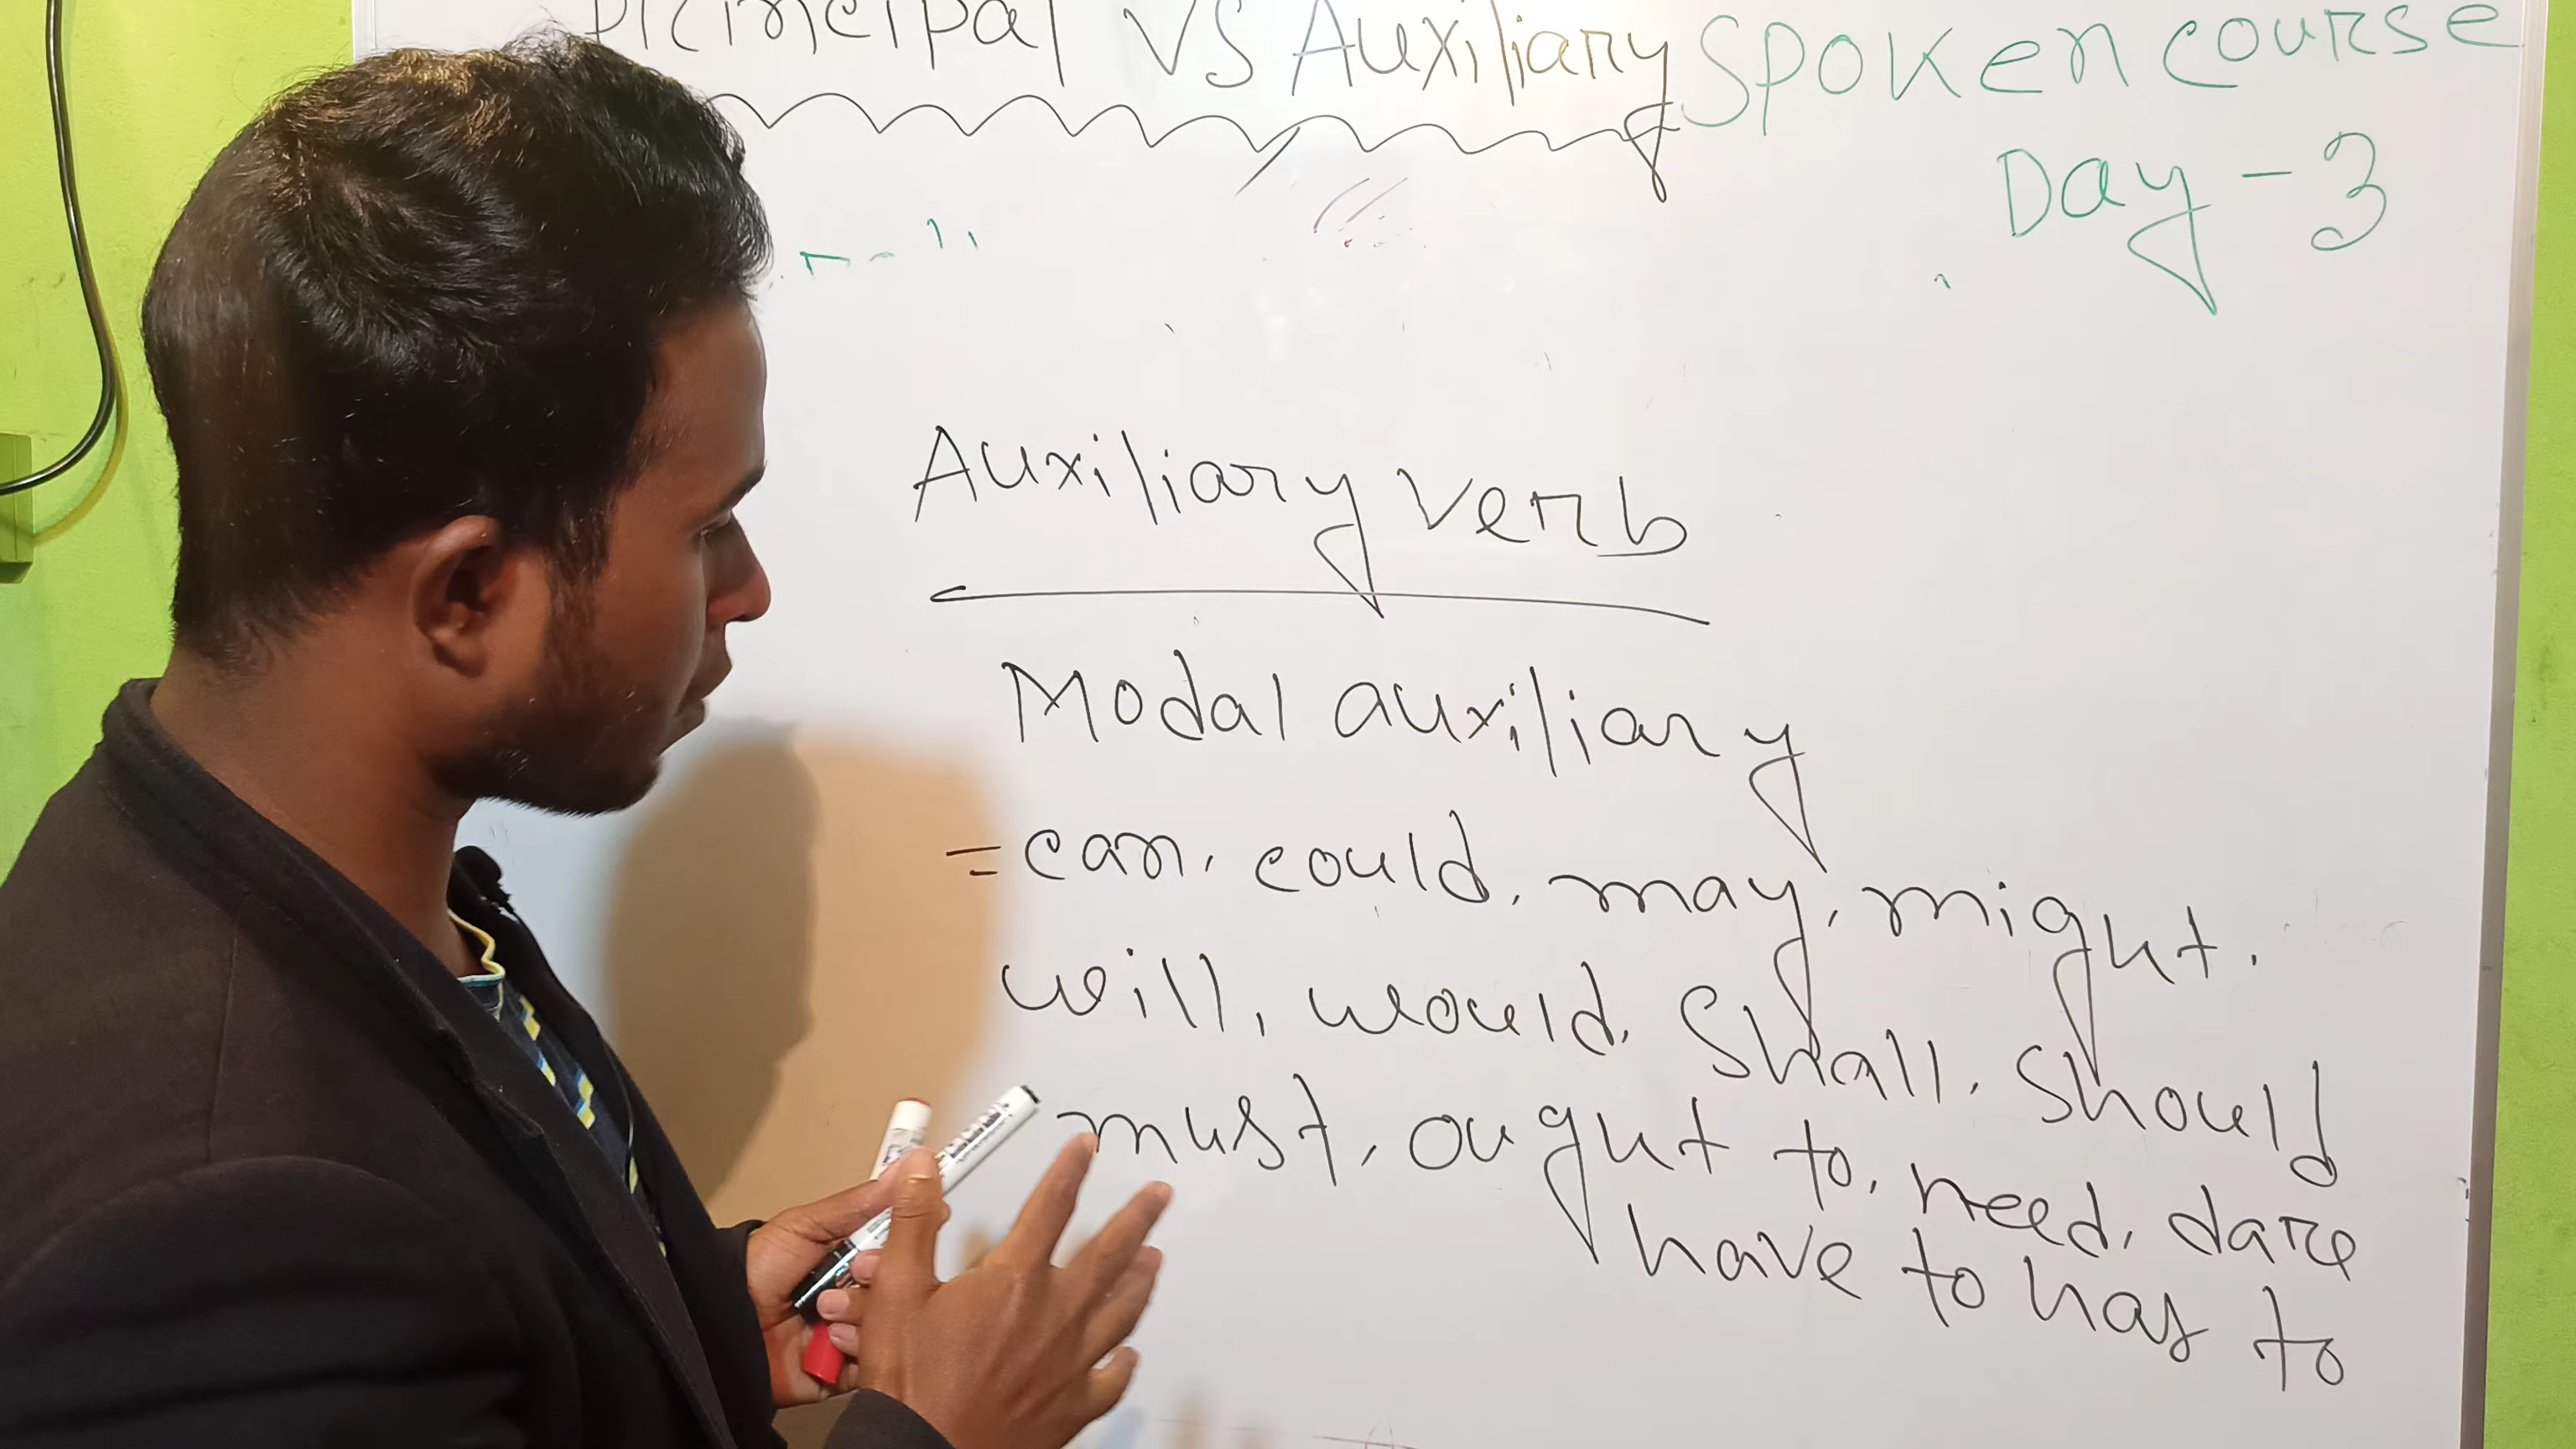 Principal VS Auxiliary
Spoken course
Day - 3
Auxiliary verb
Modal auxiliary
= can, could, may, might.
will, would, shall, should
must, ought to, need, dare
have to has to